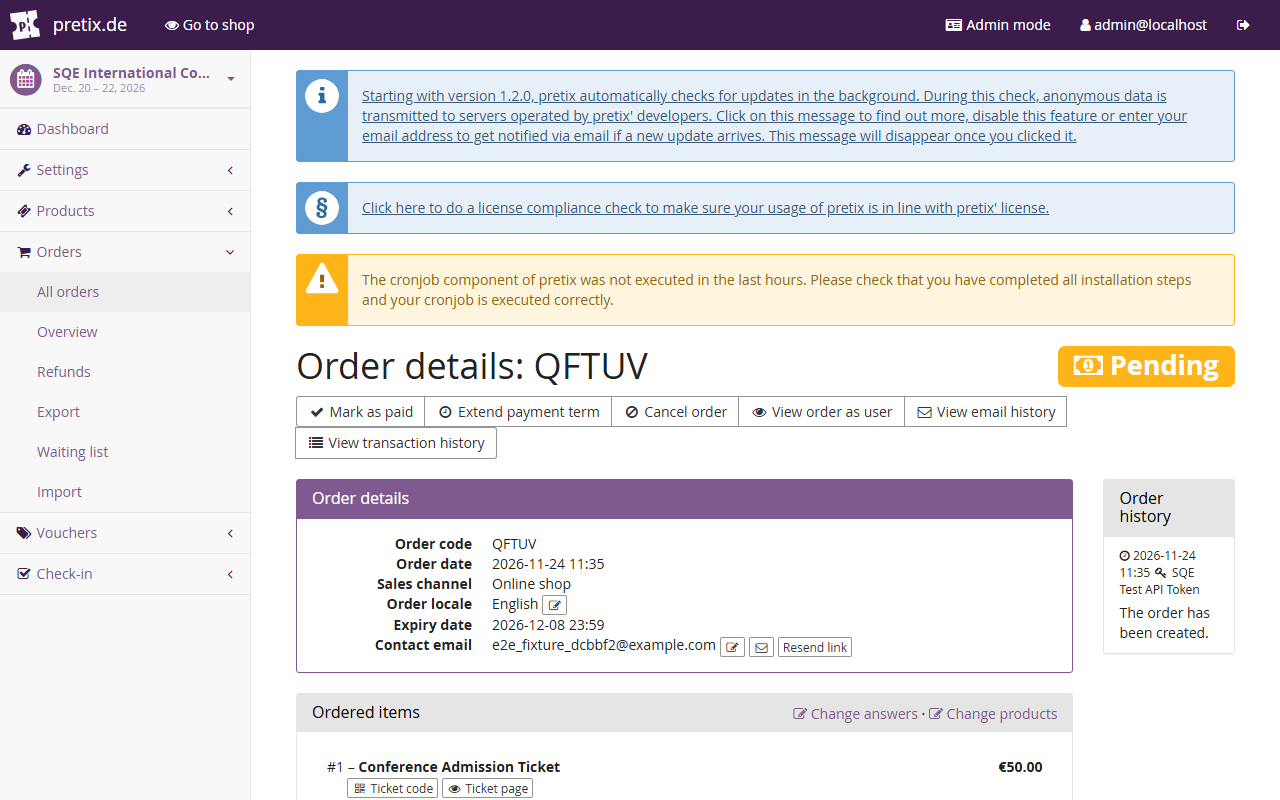 pretix.de
Go to shop
Admin mode
admin@localhost
SQE International Co...
Dec. 20 – 22, 2026
Dashboard
Settings
Products
Orders
All orders
Overview
Refunds
Export
Waiting list
Import
Vouchers
Check-in
Starting with version 1.2.0, pretix automatically checks for updates in the background. During this check, anonymous data is
transmitted to servers operated by pretix' developers. Click on this message to find out more, disable this feature or enter your
email address to get notified via email if a new update arrives. This message will disappear once you clicked it.
§
Click here to do a license compliance check to make sure your usage of pretix is in line with pretix' license.
The cronjob component of pretix was not executed in the last hours. Please check that you have completed all installation steps
and your cronjob is executed correctly.
Order details: QFTUV
Pending
Mark as paid
Extend payment term
Cancel order
View order as user
View email history
View transaction history
Order details
Order code QFTUV
Order date 2026-11-24 11:35
Sales channel Online shop
Order locale English
Expiry date 2026-12-08 23:59
Contact email e2e_fixture_dcbbf2@example.com Resend link
Order
history
2026-11-24
11:35 SQE
Test API Token
The order has
been created.
Ordered items
Change answers · Change products
#1 – Conference Admission Ticket €50.00
Ticket code Ticket page